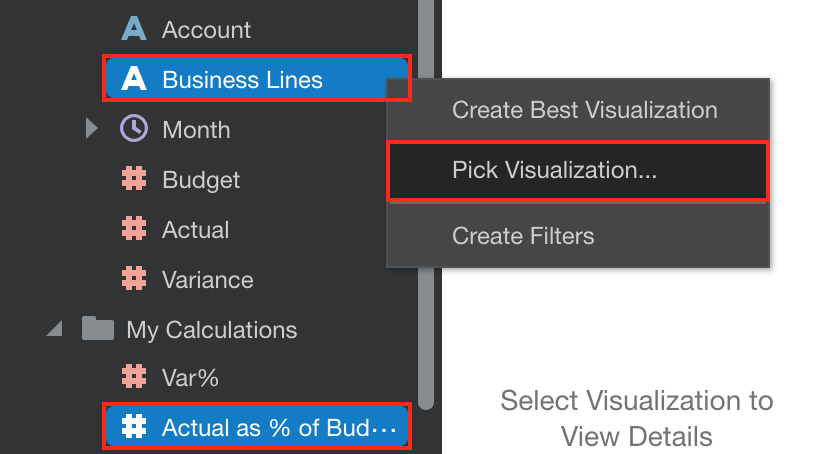 Account
Business Lines
Month
Budget
Actual
Variance
My Calculations
Var%
Actual as % of Bud···
Create Best Visualization
Pick Visualization...
Create Filters
Select Visualization to
View Details